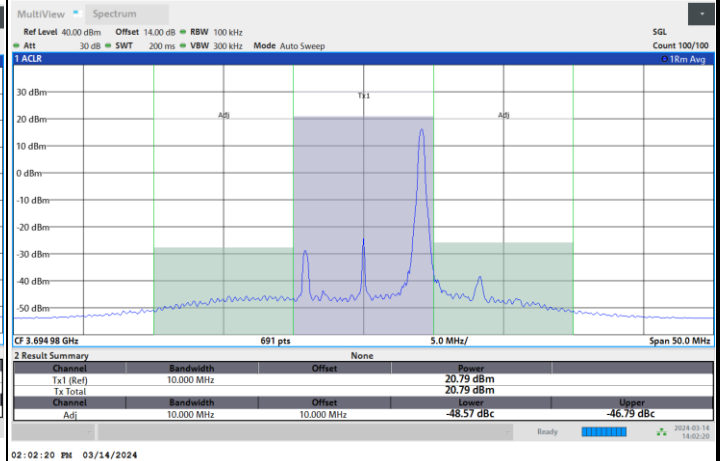 MultiView Spectrum
Ref Level 40.00 dBm Offset 14.00 dB RBW 100 kHz SGL
Att 30 dB SWT 200 ms VBW 300 kHz Mode Auto Sweep Count 100/100
1 ACLR 1Rm Avg
30 dBm
Tx1
20 dBm Adj Adj
10 dBm
0 dBm
-10 dBm
-20 dBm
-30 dBm
-40 dBm
-50 dBm
CF 3.694 98 GHz 691 pts 5.0 MHz/ Span 50.0 MHz
2 Result Summary None
Channel Bandwidth Offset Power
Tx1 (Ref) 10.000 MHz 20.79 dBm
Tx Total 20.79 dBm
Channel Bandwidth Offset Lower Upper
Adj 10.000 MHz 10.000 MHz -48.57 dBc -46.79 dBc
Ready 2024-03-14
14:02:20
02:02:20 PM 03/14/2024